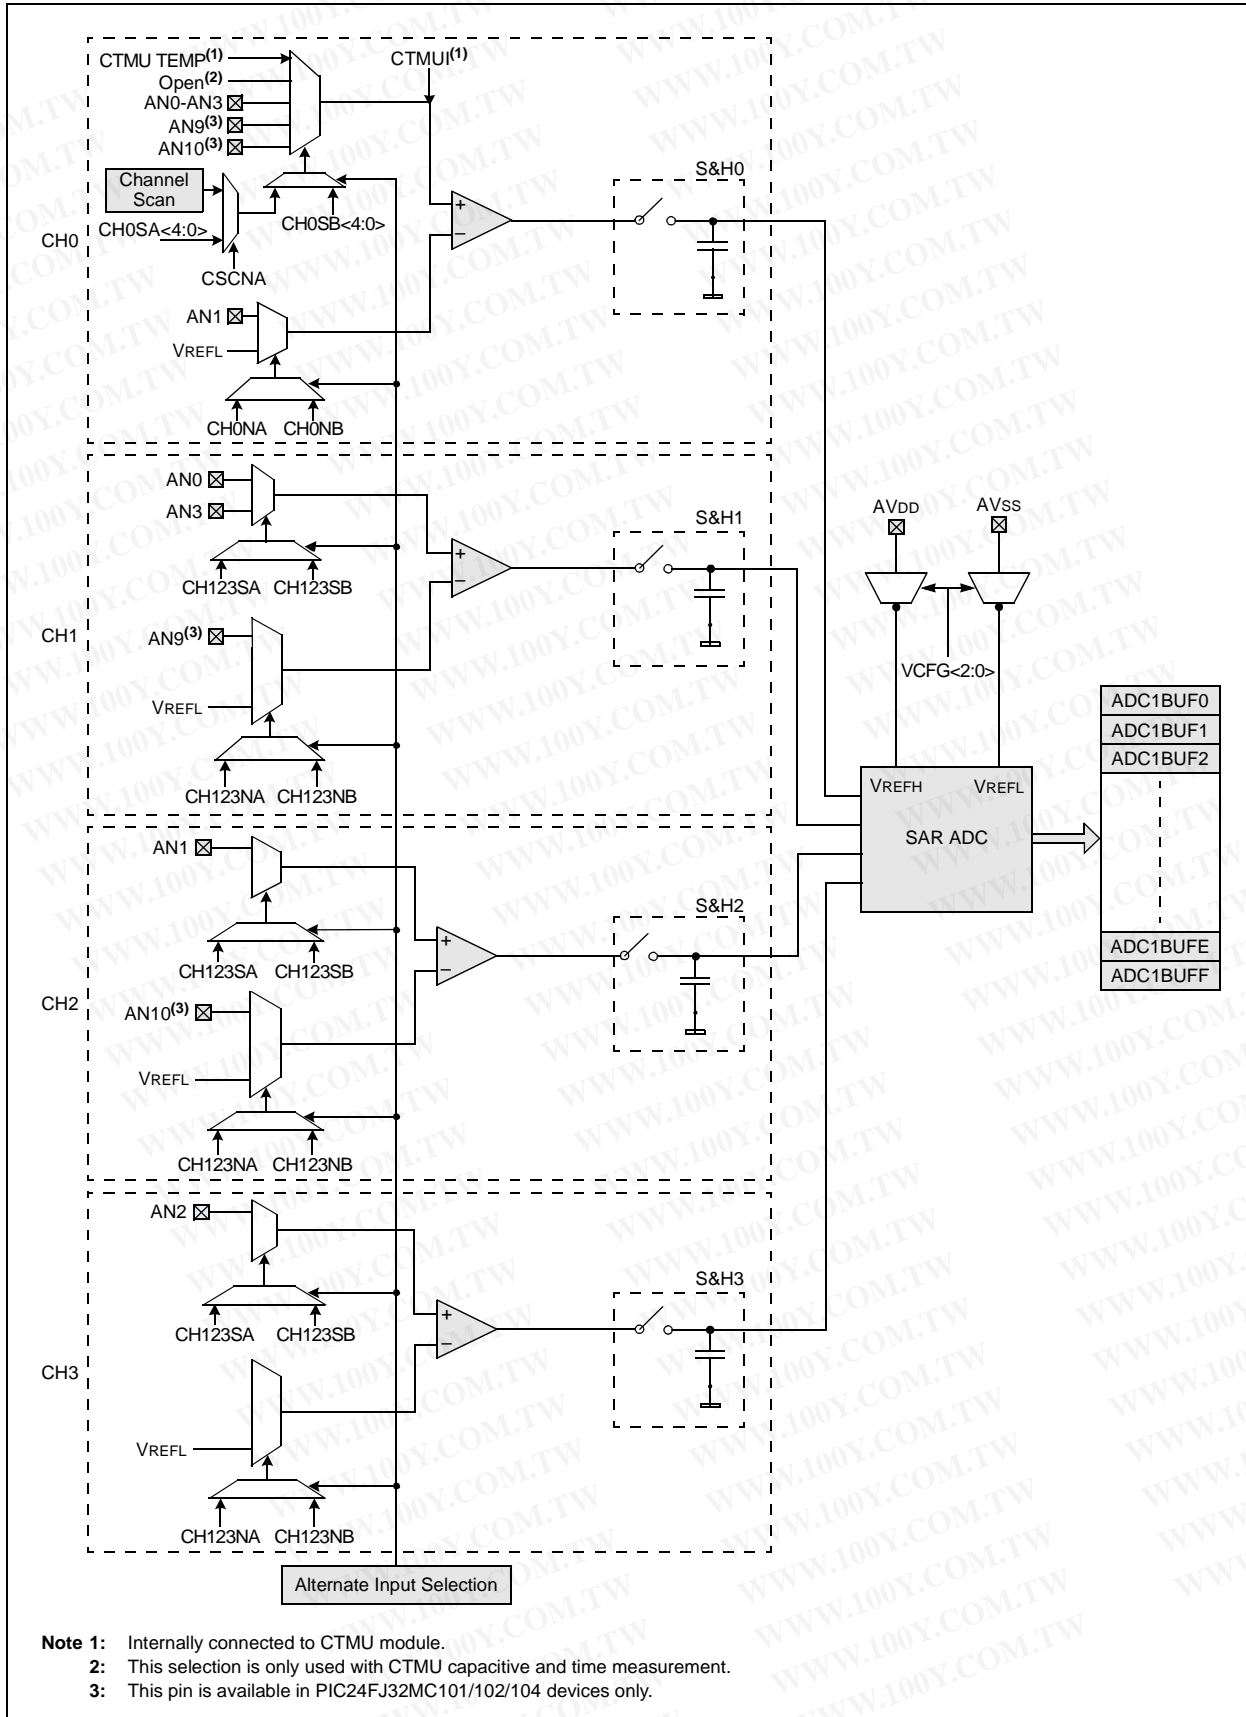 CTMU TEMP(1)
Open(2)
AN0-AN3
AN9(3)
AN10(3)
CTMUI(1)
Channel
Scan
CH0SA<4:0>
CH0SB<4:0>
CSCNA
CH0
AN1
VREFL
CH0NA CH0NB
+
–
S&H0
AN0
AN3
CH123SA CH123SB
CH1
AN9(3)
VREFL
CH123NA CH123NB
+
–
S&H1
AVDD AVSS
VCFG<2:0>
VREFH VREFL
SAR ADC
ADC1BUF0
ADC1BUF1
ADC1BUF2
ADC1BUFE
ADC1BUFF
AN1
CH123SA CH123SB
CH2
AN10(3)
VREFL
CH123NA CH123NB
+
–
S&H2
AN2
CH123SA CH123SB
CH3
VREFL
CH123NA CH123NB
+
–
S&H3
Alternate Input Selection
Note 1: Internally connected to CTMU module.
2: This selection is only used with CTMU capacitive and time measurement.
3: This pin is available in PIC24FJ32MC101/102/104 devices only.
WWW.100Y.COM.TW